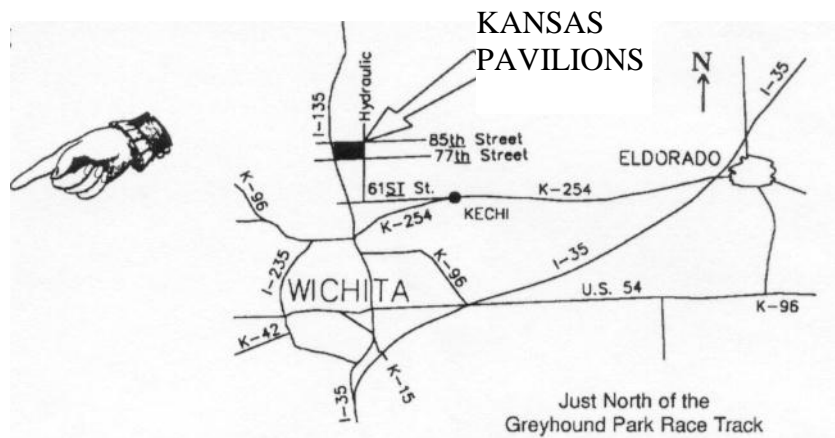 KANSAS
PAVILIONS
N
I-35
I-135
Hydraulic
85th Street
77th Street
ELDORADO
61ST St.
K-254
KECHI
K-96
K-254
I-235
K-96
I-35
WICHITA
U.S. 54
K-96
K-42
K-15
I-35
Just North of the
Greyhound Park Race Track